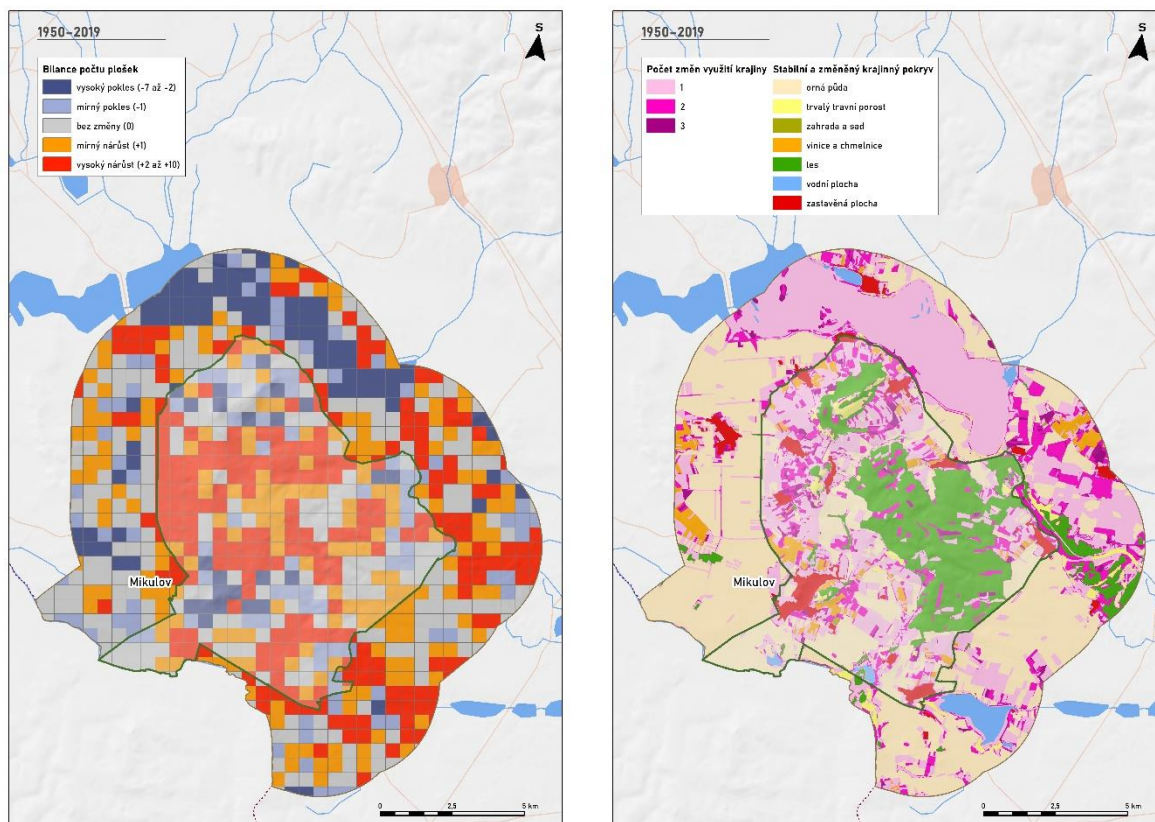 1950–2019
S
Bilance počtu plošek
vysoký pokles (-7 až -2)
mírný pokles (-1)
bez změny (0)
mírný nárůst (+1)
vysoký nárůst (+2 až +10)
Mikulov
0 2,5 5 km
1950–2019
S
Počet změn využití krajiny
1
2
3
Stabilní a změněný krajinný pokryv
orná půda
trvalý travní porost
zahrada a sad
vinice a chmelnice
les
vodní plocha
zastavěná plocha
Mikulov
0 2,5 5 km